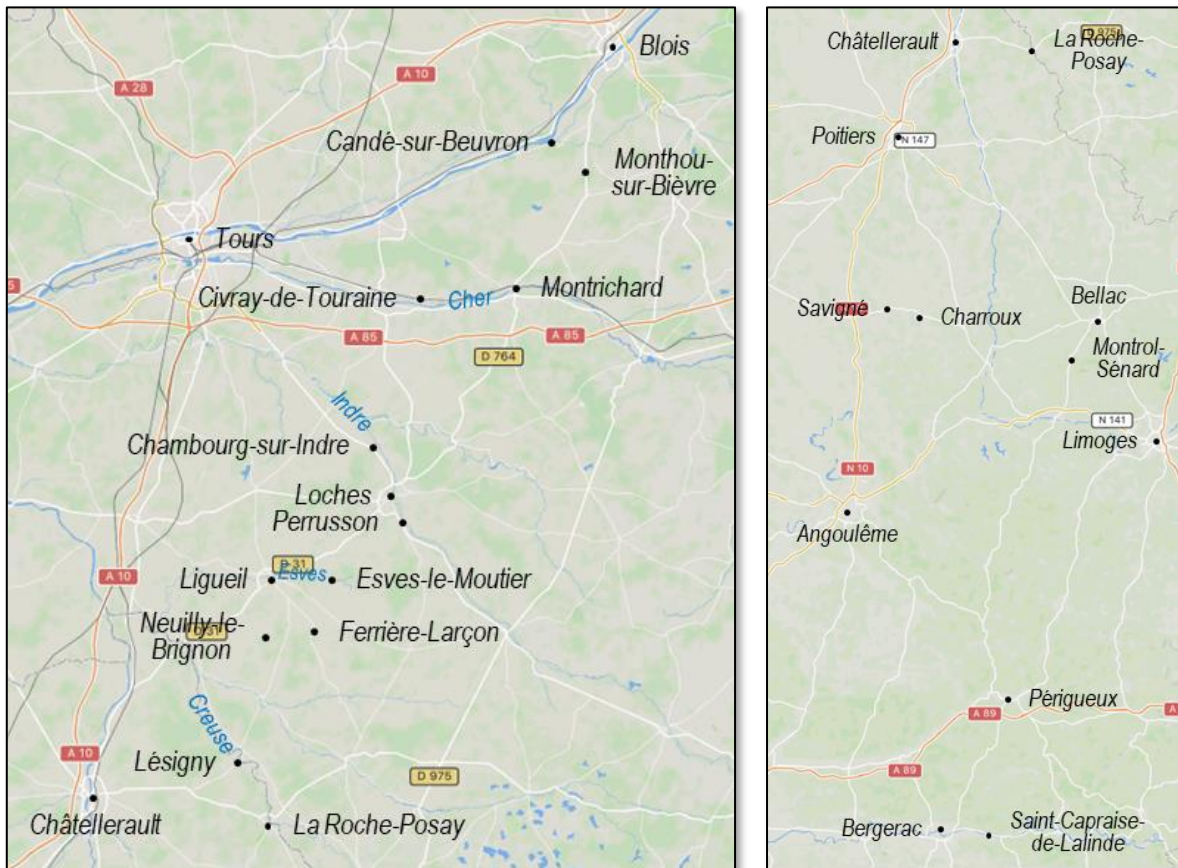 Blois
A 10
A 28
Candé-sur-Beuvron
Monthou-
sur-Bièvre
Tours
Civray-de-Touraine
Cher
Montrichard
A 85
A 85
D 764
Indre
Chambourg-sur-Indre
Loches
Perrusson
D 31
Ligueil
Esves
Esves-le-Moutier
A 10
Neuilly-le-
Brignon
D 31
Ferrière-Larçon
Creuse
A 10
Lésigny
D 975
Châtellerault
La Roche-Posay
Châtellerault
D 975
La Roche-
Posay
Poitiers
N 147
Savigné
Charroux
Bellac
Montrol-
Sénard
N 141
Limoges
N 10
Angoulême
Périgueux
A 89
A 89
Bergerac
Saint-Capraise-
de-Lalinde